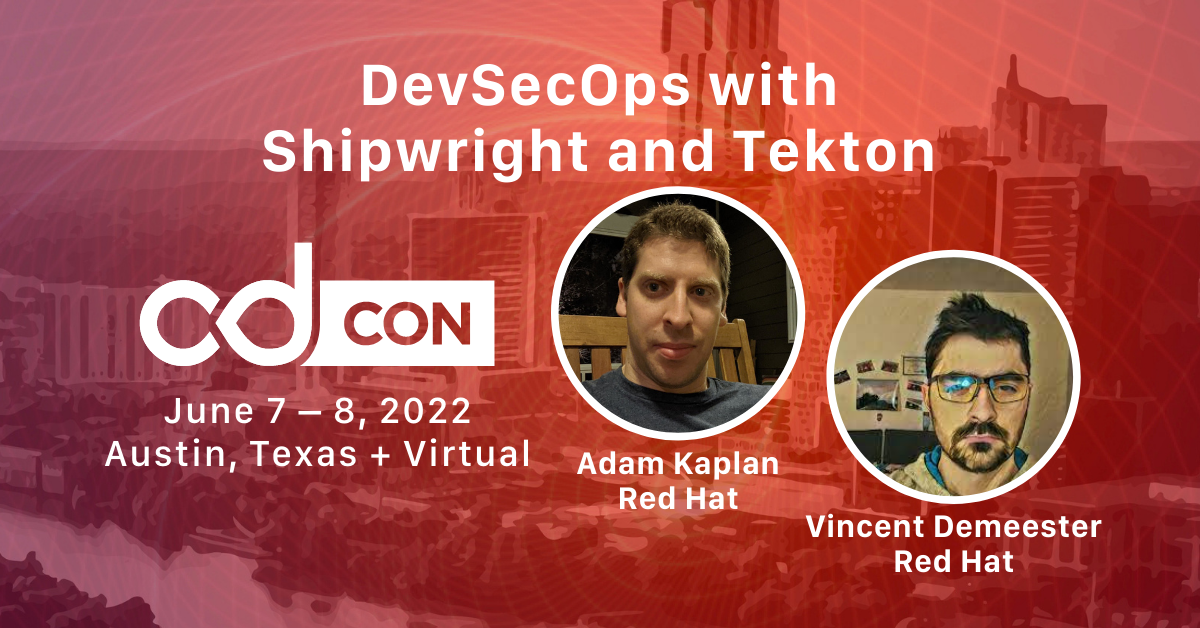 DevSecOps with
Shipwright and Tekton
cd CON
June 7 – 8, 2022
Austin, Texas + Virtual
Adam Kaplan
Red Hat
Vincent Demeester
Red Hat